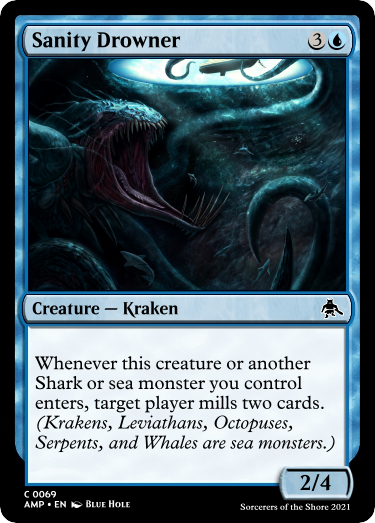 Sanity Drowner 3
Creature — Kraken
Whenever this creature or another
Shark or sea monster you control
enters, target player mills two cards.
(Krakens, Leviathans, Octopuses,
Serpents, and Whales are sea monsters.)
2/4
C 0069
AMP • EN Blue Hole
Sorcerers of the Shore 2021